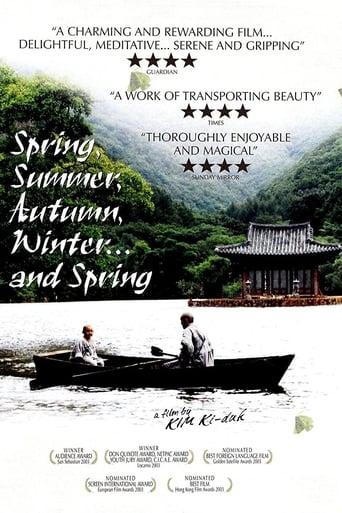 "A CHARMING AND REWARDING FILM...
DELIGHTFUL, MEDITATIVE... SERENE AND GRIPPING"
GUARDIAN
"A WORK OF TRANSPORTING BEAUTY"
TIMES
"THOROUGHLY ENJOYABLE
AND MAGICAL"
SUNDAY MIRROR
Spring,
Summer,
Autumn,
Winter...
and Spring
a film by
KIM Ki-duk
WINNER
AUDIENCE AWARD
San Sebastian 2003
WINNER
DON QUIXOTE AWARD, NETPAC AWARD
YOUTH JURY AWARD, C.I.C.A.E. AWARD
Locarno 2003
NOMINATED
BEST FOREIGN LANGUAGE FILM
Golden Satellite Awards 2003
NOMINATED
SCREEN INTERNATIONAL AWARD
European Film Awards 2003
NOMINATED
BEST FILM
Hong Kong Film Awards 2003